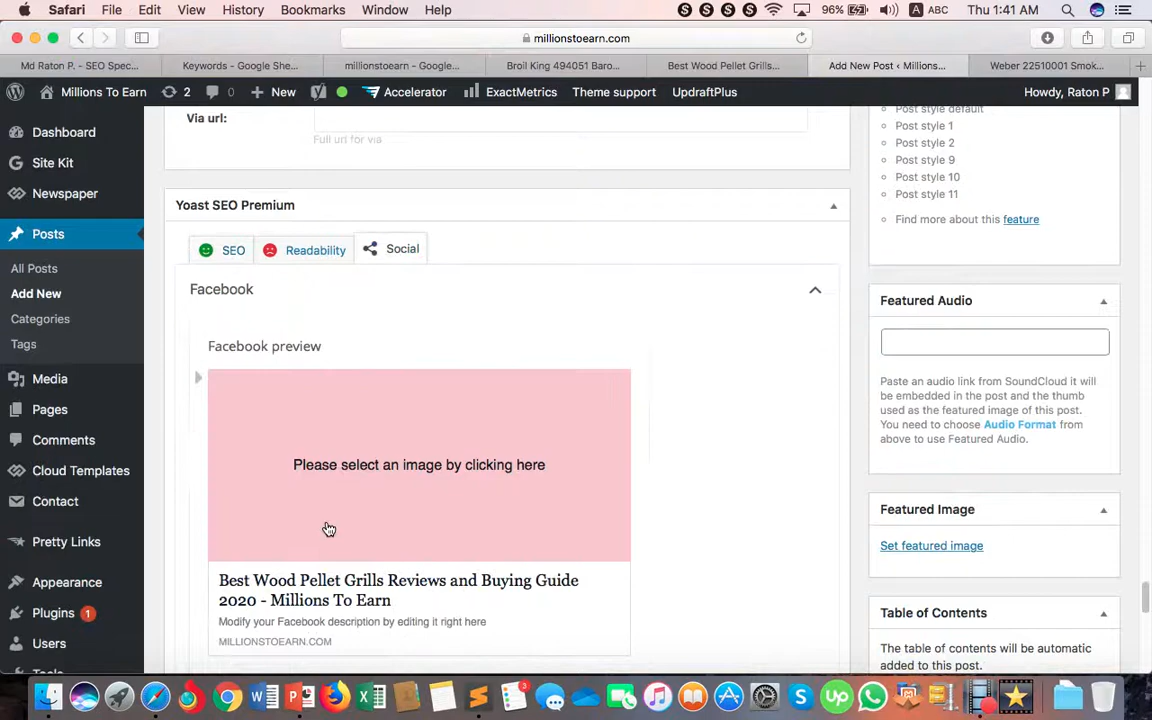 Safari File Edit View History Bookmarks Window Help 96% A ABC Thu 1:41 AM
millionstoearn.com
Md Raton P. - SEO Spec... Keywords - Google She... millionstoearn - Google... Broil King 494051 Baro... Best Wood Pellet Grills... Add New Post ‹ Millions... Weber 22510001 Smok...
Millions To Earn 2 0 New Accelerator ExactMetrics Theme support UpdraftPlus Howdy, Raton P
Dashboard
Site Kit
Newspaper
Posts
All Posts
Add New
Categories
Tags
Media
Pages
Comments
Cloud Templates
Contact
Pretty Links
Appearance
Plugins 1
Users
Tools
Via url:
Full url for via
Yoast SEO Premium
SEO Readability Social
Facebook
Facebook preview
Please select an image by clicking here
Best Wood Pellet Grills Reviews and Buying Guide
2020 - Millions To Earn
Modify your Facebook description by editing it right here
MILLIONSTOEARN.COM
Post style default
Post style 1
Post style 2
Post style 9
Post style 10
Post style 11
Find more about this feature
Featured Audio
Paste an audio link from SoundCloud it will
be embedded in the post and the thumb
used as the featured image of this post.
You need to choose Audio Format from
above to use Featured Audio.
Featured Image
Set featured image
Table of Contents
The table of contents will be automatic
added to this post.
3